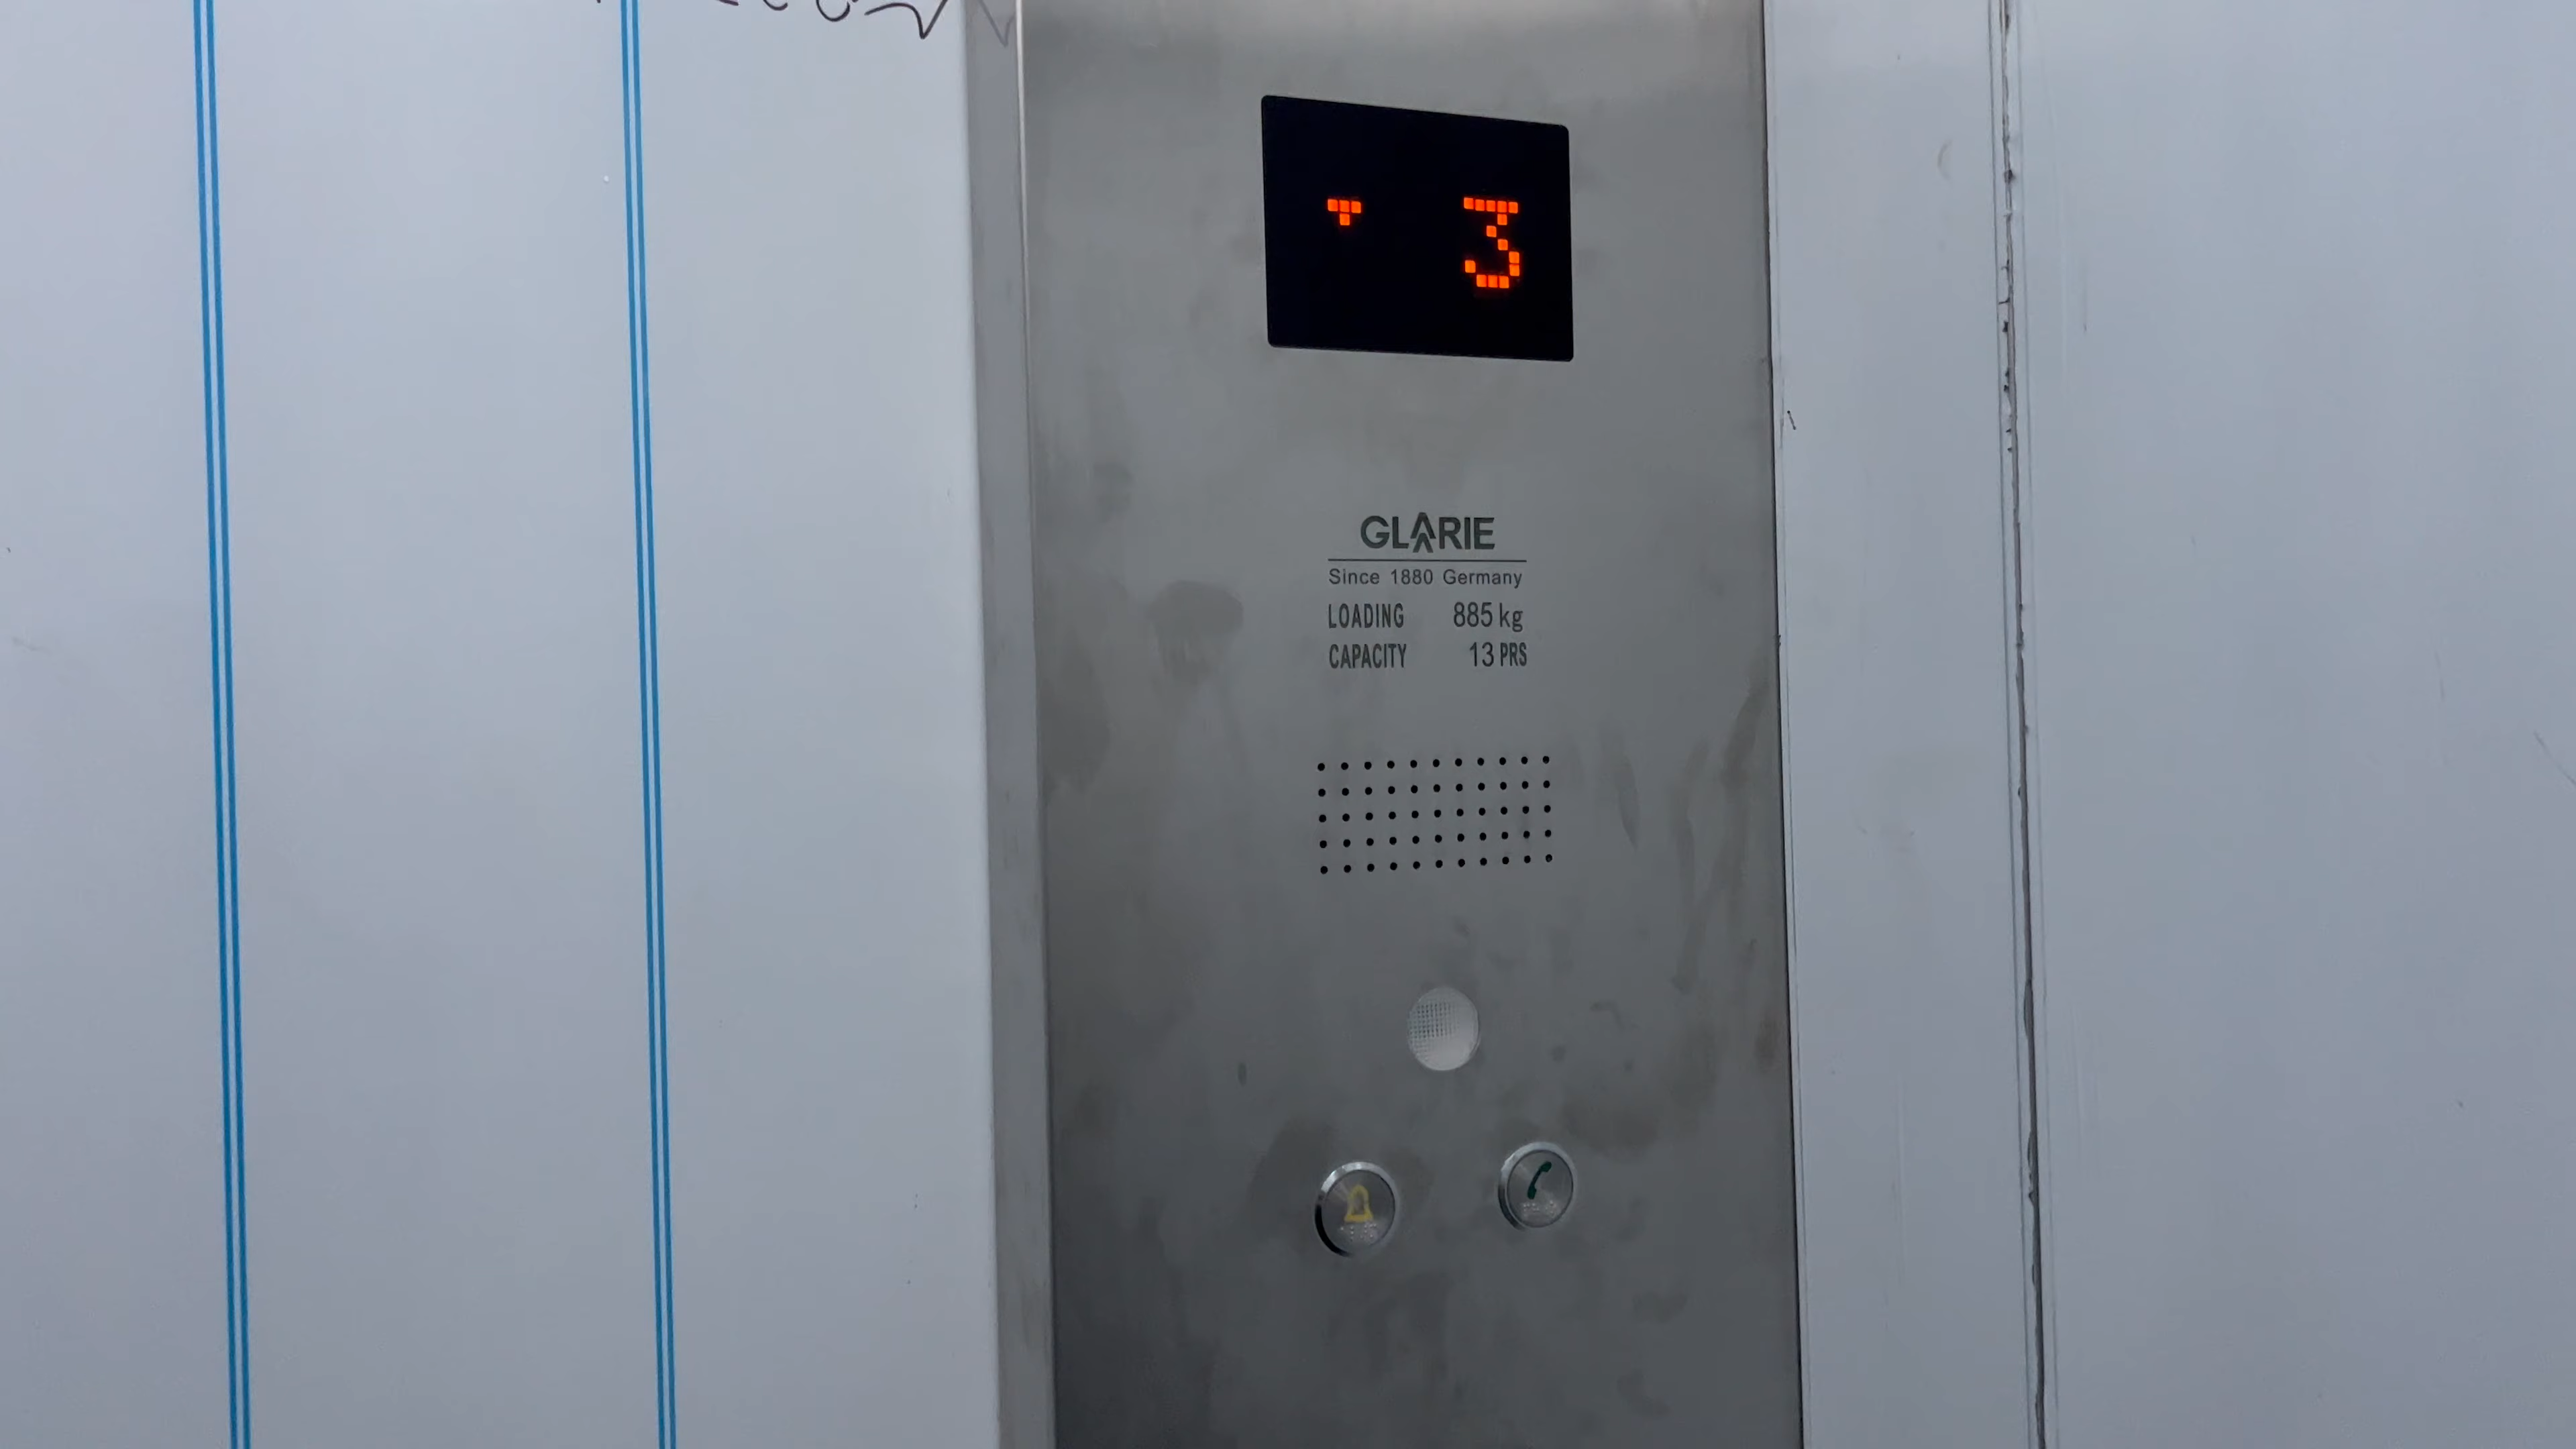 3
GLARIE
Since 1880 Germany
LOADING 885 kg
CAPACITY 13 PRS